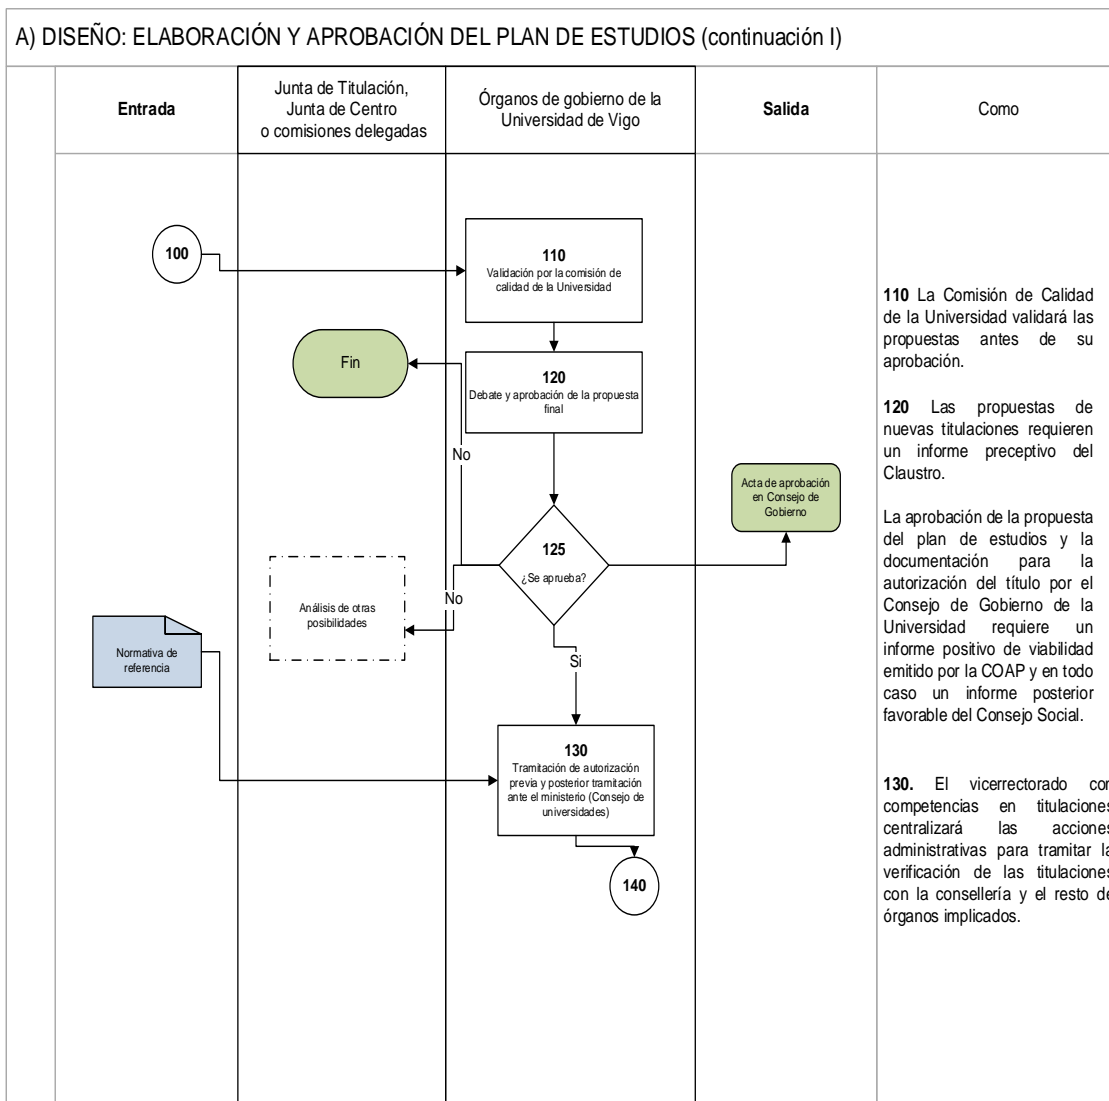 A) DISEÑO: ELABORACIÓN Y APROBACIÓN DEL PLAN DE ESTUDIOS (continuación I)
Entrada
Junta de Titulación,
Junta de Centro
o comisiones delegadas
Órganos de gobierno de la
Universidad de Vigo
Salida
Como
100
110
Validación por la comisión de
calidad de la Universidad
Fin
120
Debate y aprobación de la propuesta
final
No
125
¿Se aprueba?
Acta de aprobación
en Consejo de
Gobierno
No
Análisis de otras
posibilidades
Normativa de
referencia
Si
130
Tramitación de autorización
previa y posterior tramitación
ante el ministerio (Consejo de
universidades)
140
110 La Comisión de Calidad
de la Universidad validará las
propuestas antes de su
aprobación.
120 Las propuestas de
nuevas titulaciones requieren
un informe preceptivo del
Claustro.
La aprobación de la propuesta
del plan de estudios y la
documentación para la
autorización del título por el
Consejo de Gobierno de la
Universidad requiere un
informe positivo de viabilidad
emitido por la COAP y en todo
caso un informe posterior
favorable del Consejo Social.
130. El vicerrectorado con
competencias en titulaciones
centralizará las acciones
administrativas para tramitar la
verificación de las titulaciones
con la consellería y el resto de
órganos implicados.